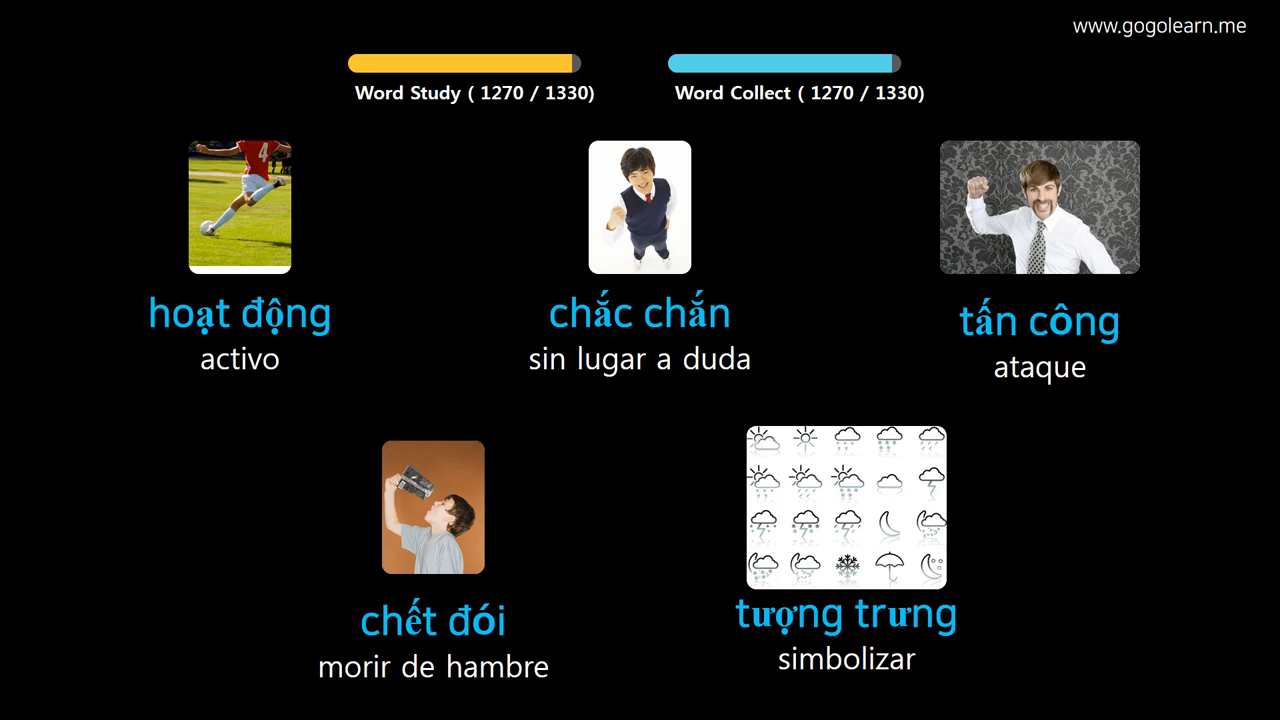 www.gogolearn.me
Word Study ( 1270 / 1330)
Word Collect ( 1270 / 1330)
4
hoạt động
activo
chắc chắn
sin lugar a duda
tấn công
ataque
chết đói
morir de hambre
tượng trưng
simbolizar